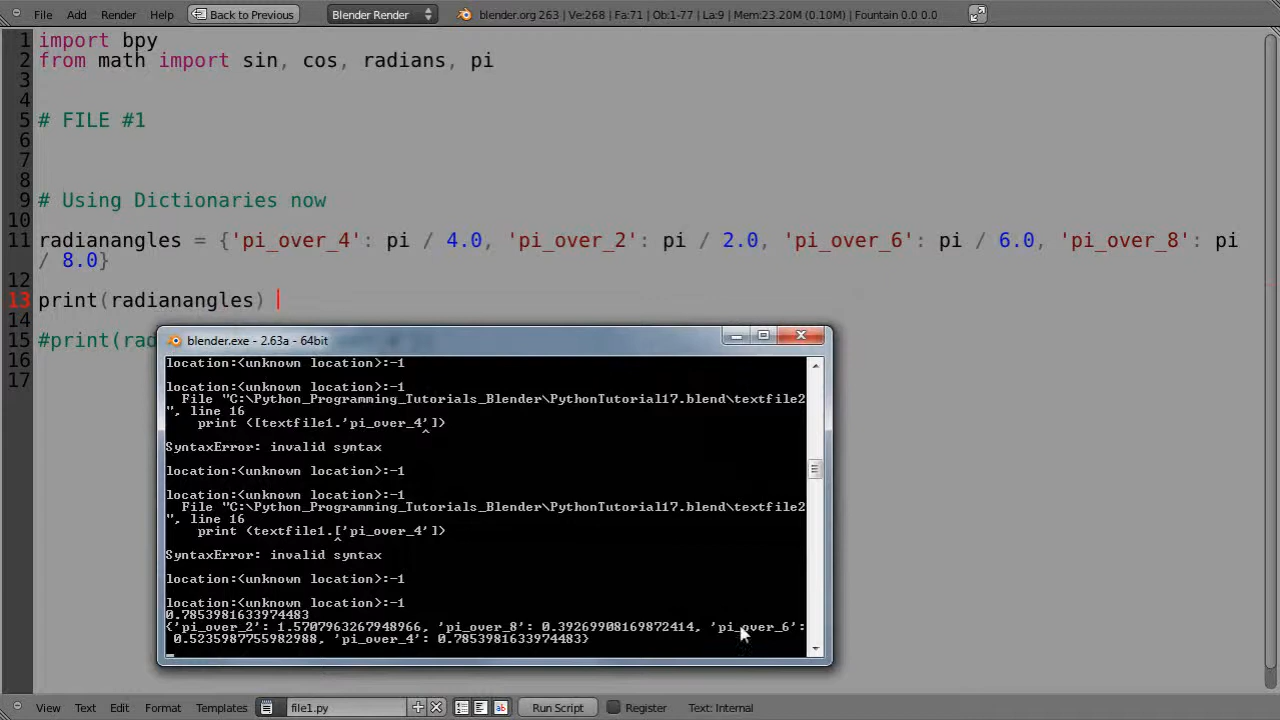 File Add Render Help Back to Previous Blender Render blender.org 263 | Ve:268 | Fa:71 | Ob:1-77 | La:9 | Mem:23.20M (0.10M) | Fountain 0.0 0.0
1 import bpy
2 from math import sin, cos, radians, pi
3
4
5 # FILE #1
6
7
8
9 # Using Dictionaries now
10
11 radianangles = {'pi_over_4': pi / 4.0, 'pi_over_2': pi / 2.0, 'pi_over_6': pi / 6.0, 'pi_over_8': pi
/ 8.0}
12
13 print(radianangles)
14
15 #print(rad
16
17
blender.exe - 2.63a - 64bit
location:<unknown location>:-1
location:<unknown location>:-1
File "C:\Python_Programming_Tutorials_Blender\PythonTutorial17.blend\textfile2
", line 16
print ([textfile1.'pi_over_4'])
^
SyntaxError: invalid syntax
location:<unknown location>:-1
location:<unknown location>:-1
File "C:\Python_Programming_Tutorials_Blender\PythonTutorial17.blend\textfile2
", line 16
print (textfile1.['pi_over_4'])
^
SyntaxError: invalid syntax
location:<unknown location>:-1
location:<unknown location>:-1
0.7853981633974483
{'pi_over_2': 1.5707963267948966, 'pi_over_8': 0.39269908169872414, 'pi_over_6':
0.5235987755982988, 'pi_over_4': 0.7853981633974483}
View Text Edit Format Templates file1.py Run Script Register Text: Internal